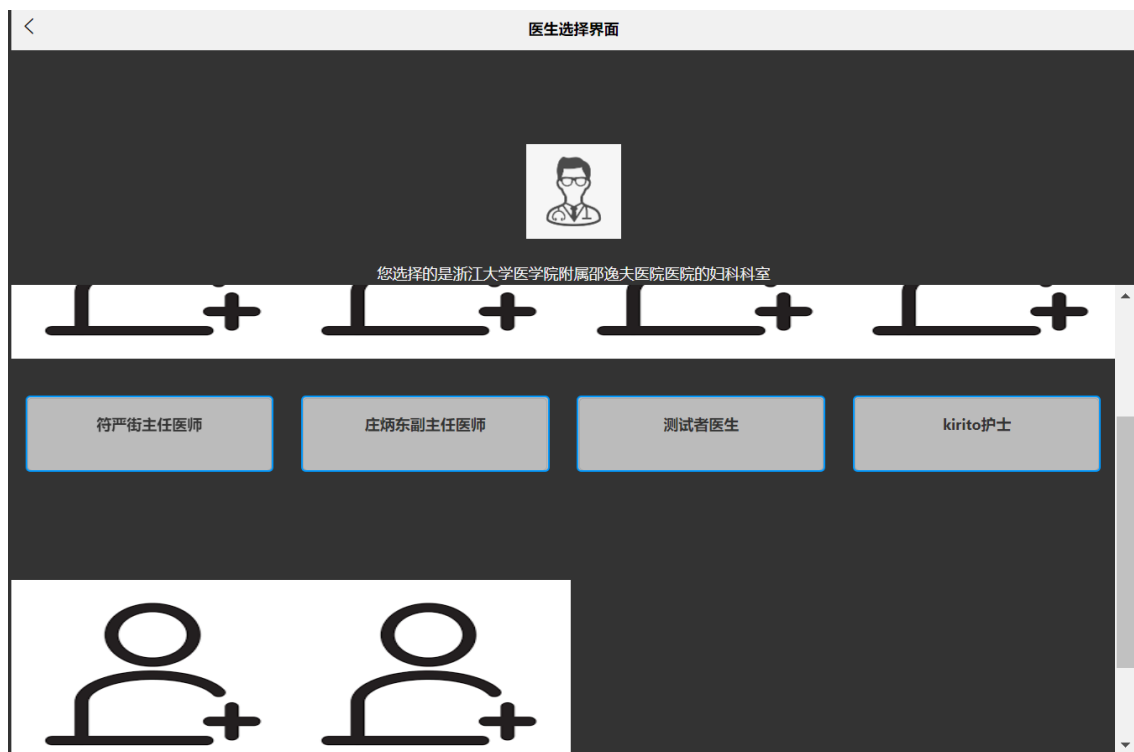 医生选择界面
您选择的是浙江大学医学院附属邵逸夫医院医院的妇科科室
符严街主任医师
庄炳东副主任医师
测试者医生
kirito护士